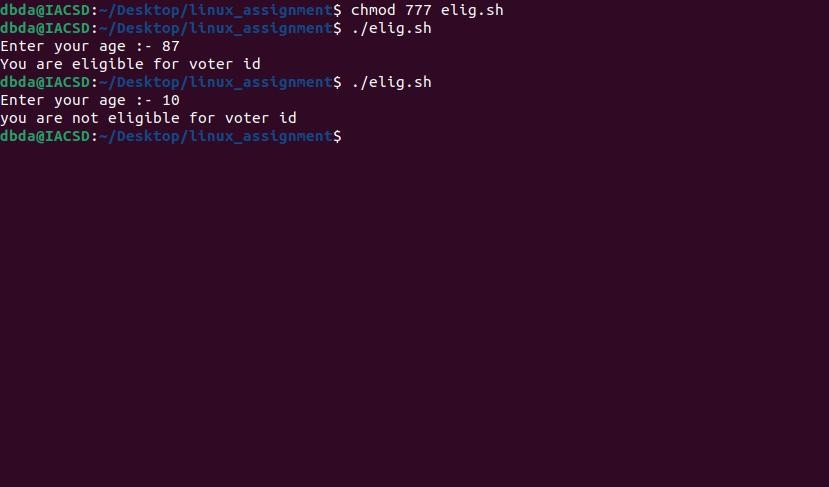 dbda@IACSD:~/Desktop/linux_assignment$ chmod 777 elig.sh
dbda@IACSD:~/Desktop/linux_assignment$ ./elig.sh
Enter your age :- 87
You are eligible for voter id
dbda@IACSD:~/Desktop/linux_assignment$ ./elig.sh
Enter your age :- 10
you are not eligible for voter id
dbda@IACSD:~/Desktop/linux_assignment$